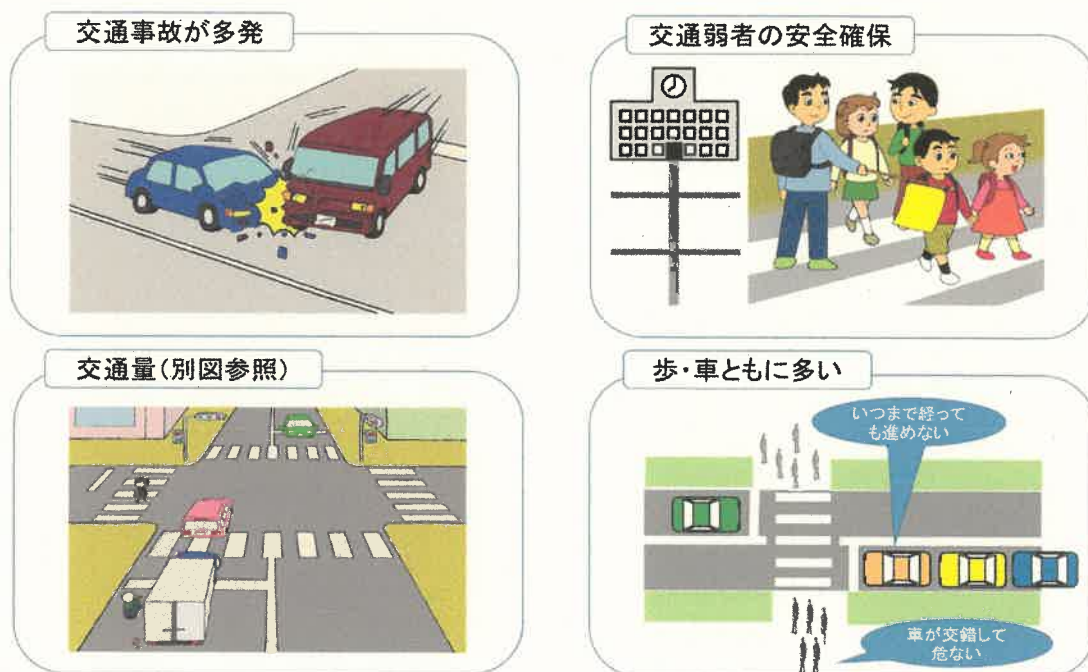 交通事故が多発
交通弱者の安全確保
交通量(別図参照)
歩・車ともに多い
いつまで経って
も進めない
車が交錯して
危ない